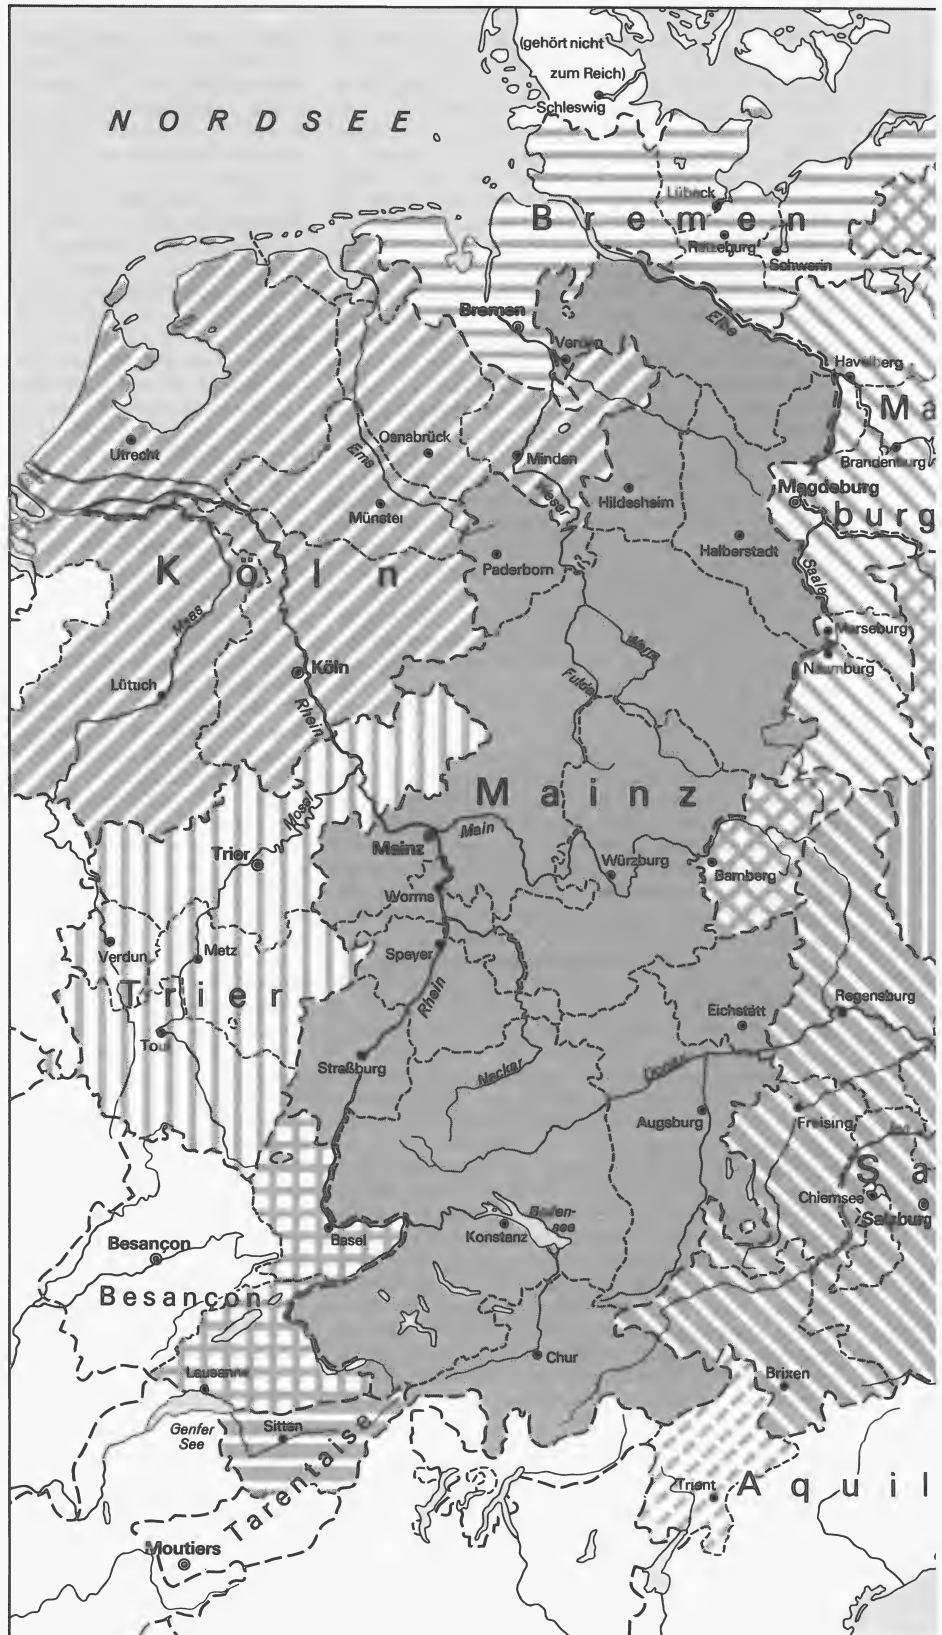 (gehört nicht
zum Reich)
Schleswig
NORDSEE
Lübeck
Bremen
Ratzeburg
Schwerin
Bremen
Elbe
Verden
Havelberg
Ma
Utrecht
Osnabrück
Ems
Minden
Brandenburg
Magdeburg
Münster
Weser
Hildesheim
burg
Halberstadt
Köln
Paderborn
Saale
Maas
Merseburg
Werra
Naumburg
Köln
Lüttich
Fulda
Rhein
Mainz
Mosel
Main
Mainz
Trier
Würzburg
Bamberg
Worms
Verdun
Metz
Speyer
Trier
Rhein
Regensburg
Eichstätt
Toul
Straßburg
Neckar
Donau
Augsburg
Freising
Inn
Sa
Chiemsee
Salzburg
Boden-
see
Konstanz
Basel
Besançon
Besançon
Chur
Lausanne
Brixen
Genfer
See
Sitten
Tarentaise
Trient
Aquil
Moutiers